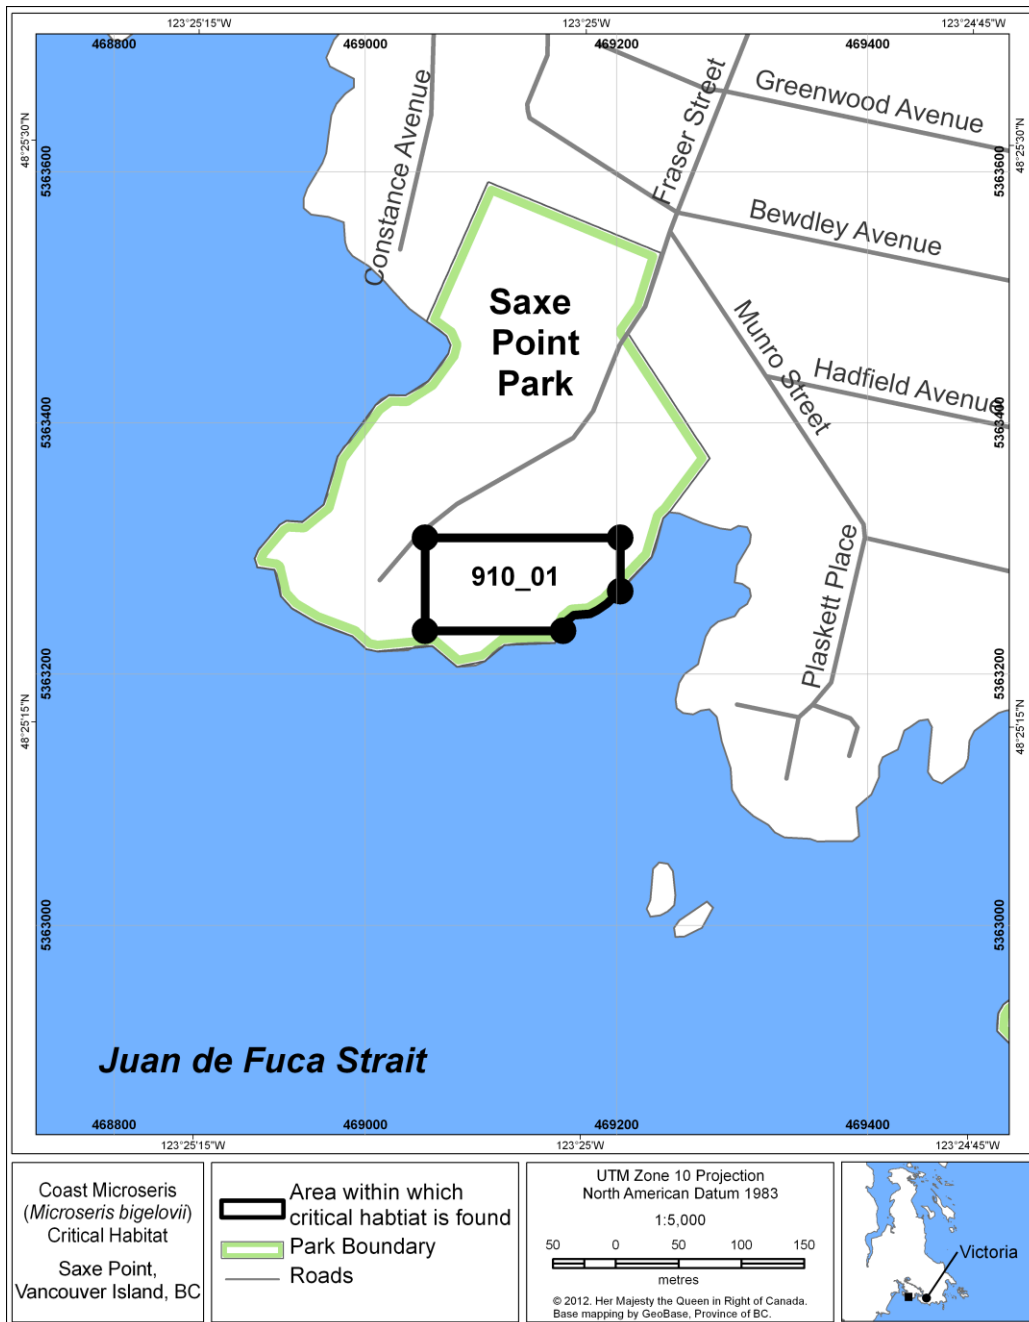 123°25'15"W
123°25'W
123°24'45"W
468800
469000
469200
469400
48°25'30"N
5363600
Constance Avenue
Fraser Street
Greenwood Avenue
Bewdley Avenue
5363600
48°25'30"N
Saxe
Point
Park
Munro Street
Hadfield Avenue
5363400
5363400
910_01
Plaskett Place
5363200
5363200
48°25'15"N
48°25'15"N
5363000
5363000
Juan de Fuca Strait
468800
469000
469200
469400
123°25'15"W
123°25'W
123°24'45"W
Coast Microseris
(Microseris bigelovii)
Critical Habitat
Saxe Point,
Vancouver Island, BC
Area within which
critical habtiat is found
Park Boundary
Roads
UTM Zone 10 Projection
North American Datum 1983
1:5,000
50 0 50 100 150
metres
© 2012. Her Majesty the Queen in Right of Canada.
Base mapping by GeoBase, Province of BC.
Victoria